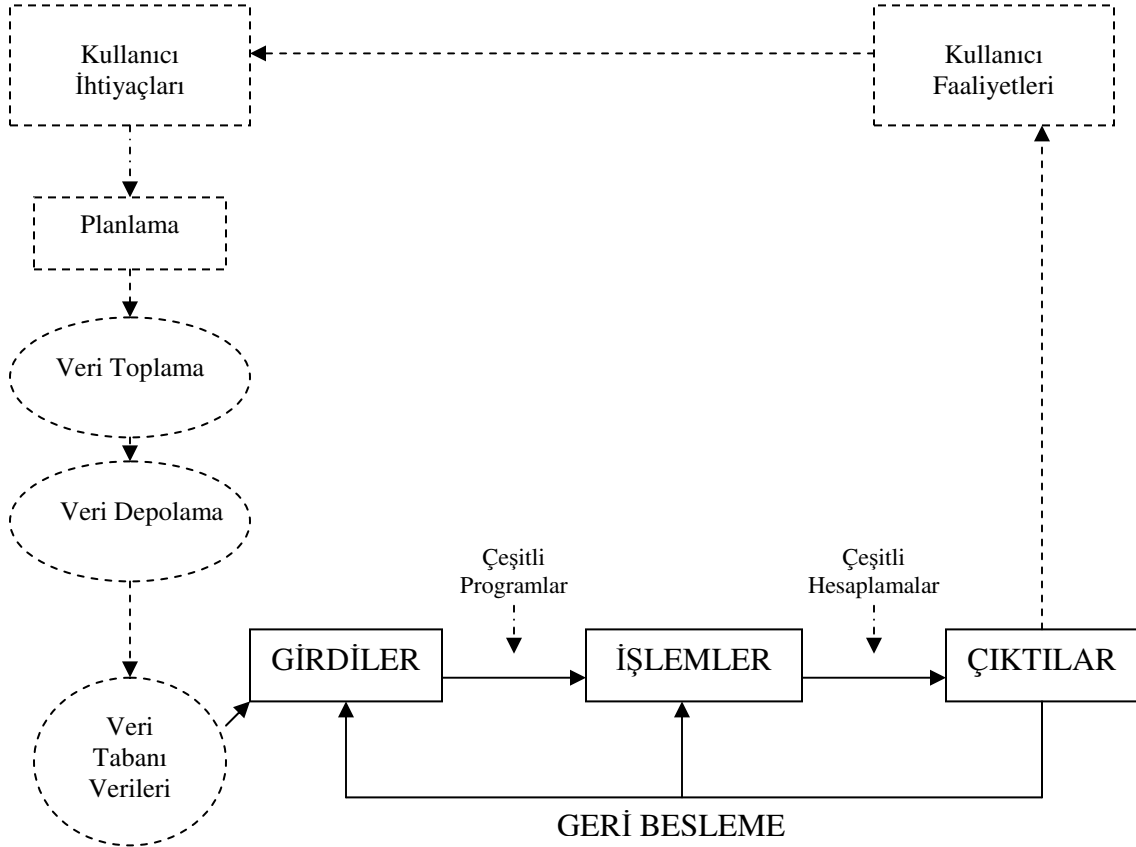 Kullanıcı
İhtiyaçları
Kullanıcı
Faaliyetleri
Planlama
Veri Toplama
Veri Depolama
Çeşitli
Programlar
Çeşitli
Hesaplamalar
GİRDİLER
İŞLEMLER
ÇIKTILAR
Veri
Tabanı
Verileri
GERİ BESLEME